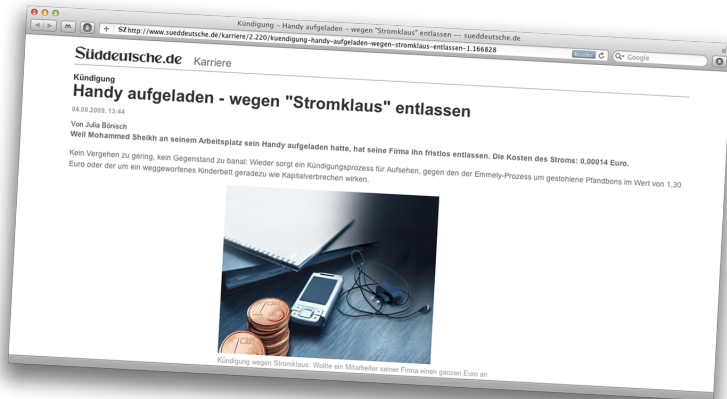 Kündigung – Handy aufgeladen – wegen "Stromklaus" entlassen — sueddeutsche.de
SZ http://www.sueddeutsche.de/karriere/2.220/kuendigung-handy-aufgeladen-wegen-stromklaus-entlassen-1.166828
Reader
Google
Süddeutsche.de Karriere
Kündigung
Handy aufgeladen - wegen "Stromklaus" entlassen
04.08.2009, 13:44
Von Julia Bönisch
Weil Mohammed Sheikh an seinem Arbeitsplatz sein Handy aufgeladen hatte, hat seine Firma ihn fristlos entlassen. Die Kosten des Stroms: 0,00014 Euro.
Kein Vergehen zu gering, kein Gegenstand zu banal: Wieder sorgt ein Kündigungsprozess für Aufsehen, gegen den der Emmely-Prozess um gestohlene Pfandbons im Wert von 1,30
Euro oder der um ein weggeworfenes Kinderbett geradezu wie Kapitalverbrechen wirken.
Kündigung wegen Stromklaus: Wollte ein Mitarbeiter seiner Firma einen ganzen Euro an